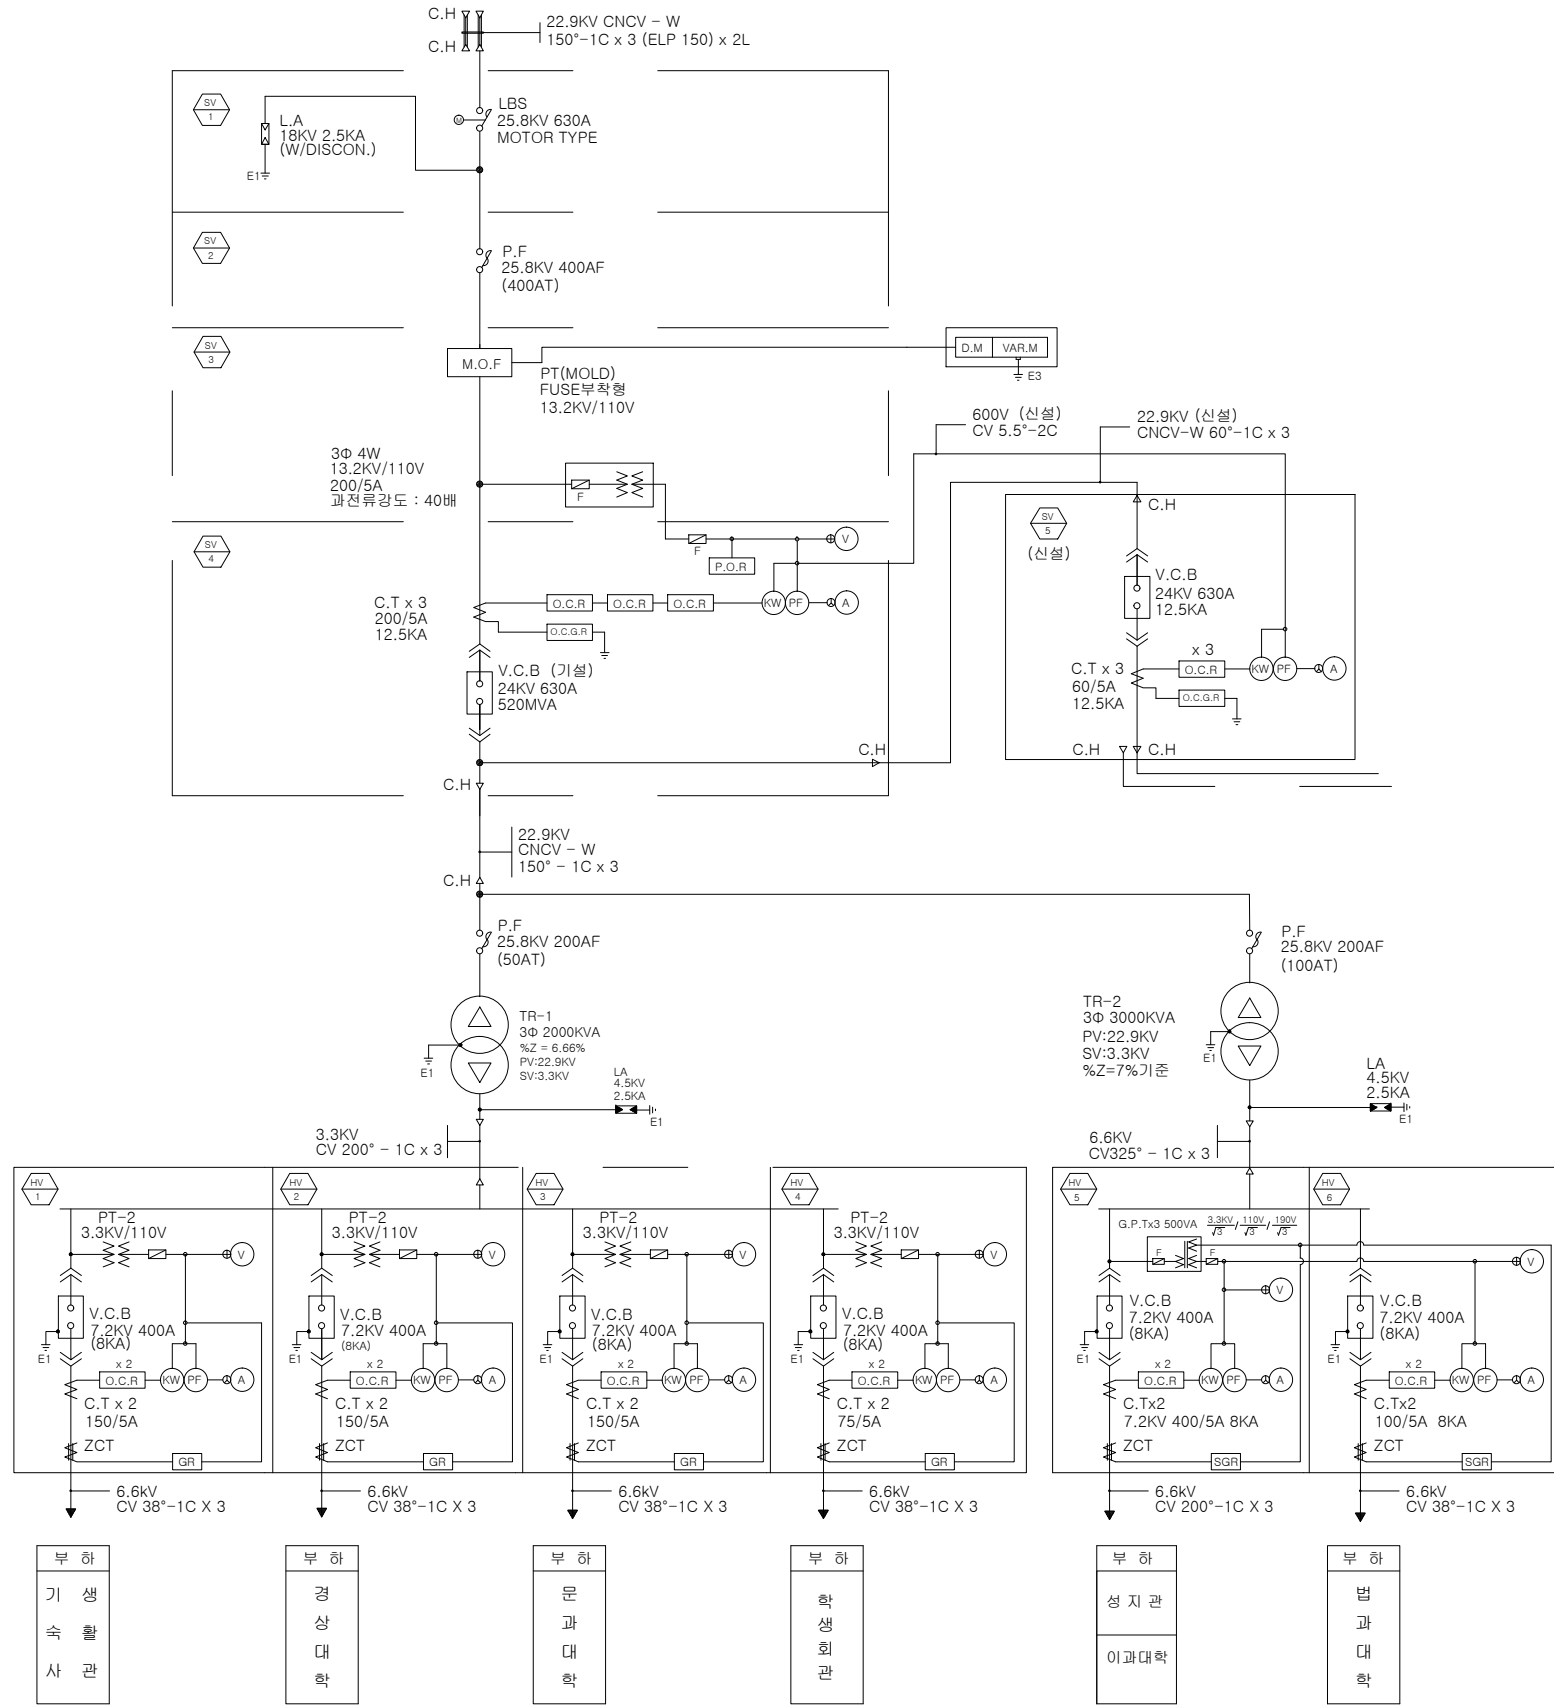 C.H
C.H
22.9KV CNCV - W
150°-1C x 3 (ELP 150) x 2L
SV
1
L.A
18KV 2.5KA
(W/DISCON.)
E1
M
LBS
25.8KV 630A
MOTOR TYPE
SV
2
P.F
25.8KV 400AF
(400AT)
SV
3
M.O.F
PT(MOLD)
FUSE부착형
13.2KV/110V
D.M VAR.M
E3
3Φ 4W
13.2KV/110V
200/5A
과전류강도 : 40배
F
600V (신설)
CV 5.5°-2C
22.9KV (신설)
CNCV-W 60°-1C x 3
SV
4
F
V
P.O.R
C.T x 3
200/5A
12.5KA
O.C.R O.C.R O.C.R KW PF A
O.C.G.R
V.C.B (기설)
24KV 630A
520MVA
C.H
C.H
C.H
SV
5
(신설)
V.C.B
24KV 630A
12.5KA
x 3
C.T x 3
60/5A
12.5KA
O.C.R KW PF A
O.C.G.R
C.H C.H
22.9KV
CNCV - W
150° - 1C x 3
C.H
P.F
25.8KV 200AF
(50AT)
P.F
25.8KV 200AF
(100AT)
TR-1
3Φ 2000KVA
%Z = 6.66%
PV:22.9KV
SV:3.3KV
E1
LA
4.5KV
2.5KA
E1
TR-2
3Φ 3000KVA
PV:22.9KV
SV:3.3KV
%Z=7%기준
E1
LA
4.5KV
2.5KA
E1
3.3KV
CV 200° - 1C x 3
6.6KV
CV325° - 1C x 3
HV
1
PT-2
3.3KV/110V
V
V.C.B
7.2KV 400A
(8KA)
E1
x 2
O.C.R KW PF A
C.T x 2
150/5A
ZCT
GR
6.6kV
CV 38°-1C X 3
HV
2
PT-2
3.3KV/110V
V
V.C.B
7.2KV 400A
(8KA)
E1
x 2
O.C.R KW PF A
C.T x 2
150/5A
ZCT
GR
6.6kV
CV 38°-1C X 3
HV
3
PT-2
3.3KV/110V
V
V.C.B
7.2KV 400A
(8KA)
E1
x 2
O.C.R KW PF A
C.T x 2
150/5A
ZCT
GR
6.6kV
CV 38°-1C X 3
HV
4
PT-2
3.3KV/110V
V
V.C.B
7.2KV 400A
(8KA)
E1
x 2
O.C.R KW PF A
C.T x 2
75/5A
ZCT
GR
6.6kV
CV 38°-1C X 3
HV
5
G.P.Tx3 500VA 3.3KV/√3 / 110V/√3 / 190V/√3
F F
V
V.C.B
7.2KV 400A
(8KA)
E1
x 2
O.C.R KW PF A
C.Tx2
7.2KV 400/5A 8KA
ZCT
SGR
6.6kV
CV 200°-1C X 3
HV
6
V
V.C.B
7.2KV 400A
(8KA)
E1
x 2
O.C.R KW PF A
C.Tx2
100/5A 8KA
ZCT
SGR
6.6kV
CV 38°-1C X 3
부 하
기 생
숙 활
사 관
부 하
경
상
대
학
부 하
문
과
대
학
부 하
학
생
회
관
부 하
성 지 관
이과대학
부 하
법
과
대
학